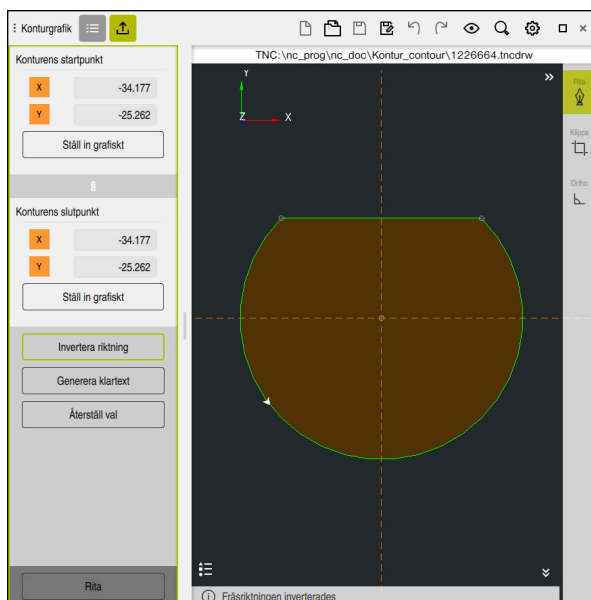 Konturgrafik
TNC:\nc_prog\nc_doc\Kontur_contour\1226664.tncdrw
Konturens startpunkt
X -34.177
Y -25.262
Ställ in grafiskt
Konturens slutpunkt
X -34.177
Y -25.262
Ställ in grafiskt
Invertera riktning
Generera klartext
Återställ val
Rita
Y
Z X
Rita
Klippa
Ortho
Fräsriktningen inverterades